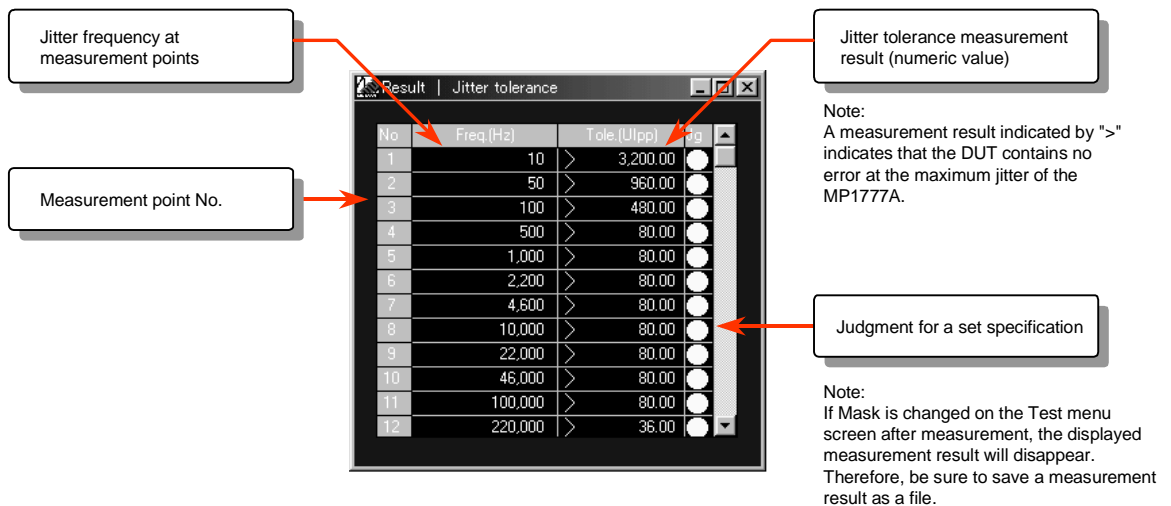 Jitter frequency at
measurement points
Measurement point No.
Result | Jitter tolerance
No Freq.(Hz) Tole.(UIpp) Jg
1 10 > 3,200.00
2 50 > 960.00
3 100 > 480.00
4 500 > 80.00
5 1,000 > 80.00
6 2,200 > 80.00
7 4,600 > 80.00
8 10,000 > 80.00
9 22,000 > 80.00
10 46,000 > 80.00
11 100,000 > 80.00
12 220,000 > 36.00
Jitter tolerance measurement
result (numeric value)
Note:
A measurement result indicated by ">"
indicates that the DUT contains no
error at the maximum jitter of the
MP1777A.
Judgment for a set specification
Note:
If Mask is changed on the Test menu
screen after measurement, the displayed
measurement result will disappear.
Therefore, be sure to save a measurement
result as a file.